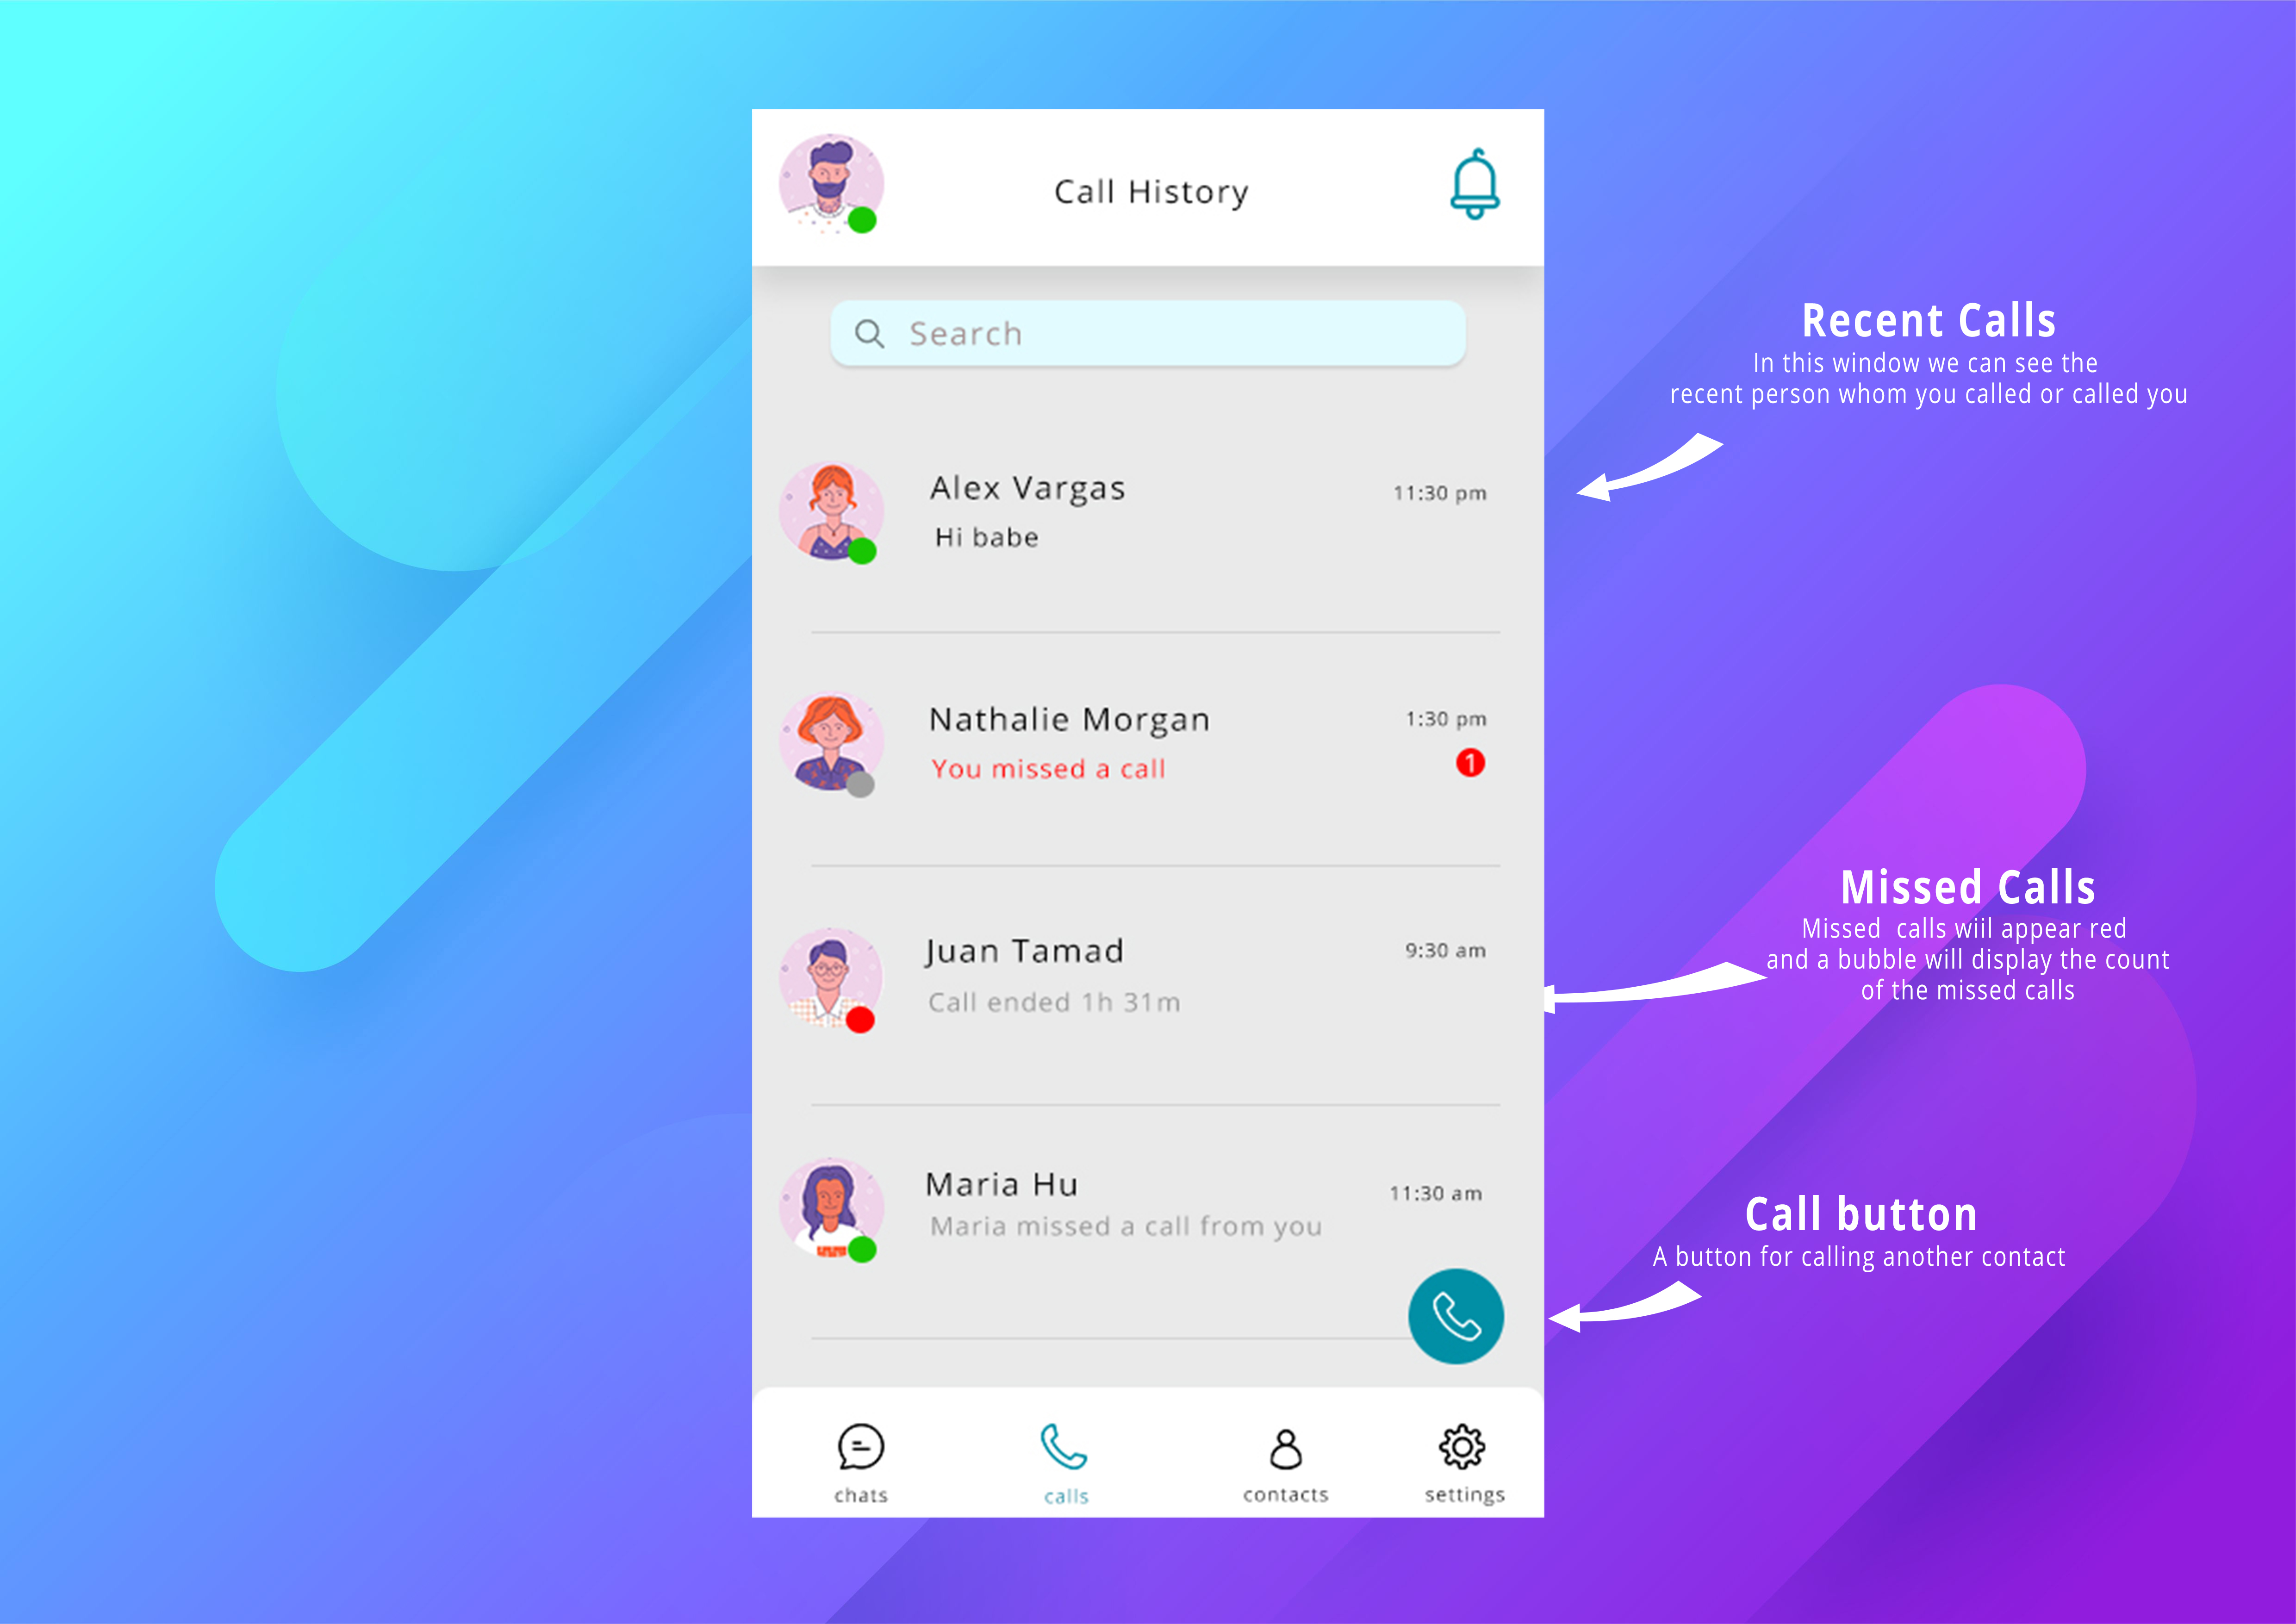 Call History
Search
Alex Vargas
11:30 pm
Hi babe
Nathalie Morgan
1:30 pm
You missed a call
1
Juan Tamad
9:30 am
Call ended 1h 31m
Maria Hu
11:30 am
Maria missed a call from you
chats
calls
contacts
settings
Recent Calls
In this window we can see the
recent person whom you called or called you
Missed Calls
Missed  calls wiil appear red
and a bubble will display the count
of the missed calls
Call button
A button for calling another contact